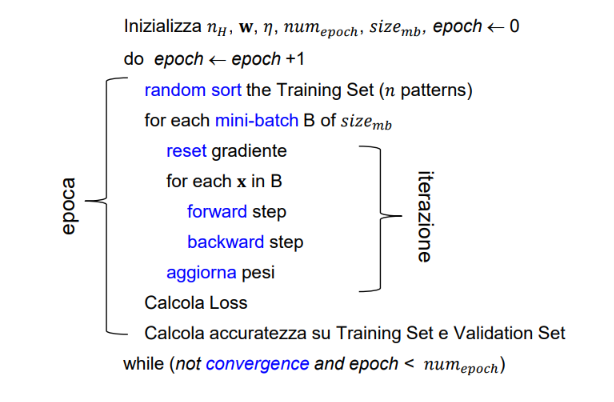 Inizializza n_H, w, η, num_epoch, size_mb, epoch ← 0
do epoch ← epoch +1
random sort the Training Set (n patterns)
for each mini-batch B of size_mb
reset gradiente
for each x in B
forward step
backward step
aggiorna pesi
Calcola Loss
Calcola accuratezza su Training Set e Validation Set
while (not convergence and epoch < num_epoch)
epoca
iterazione